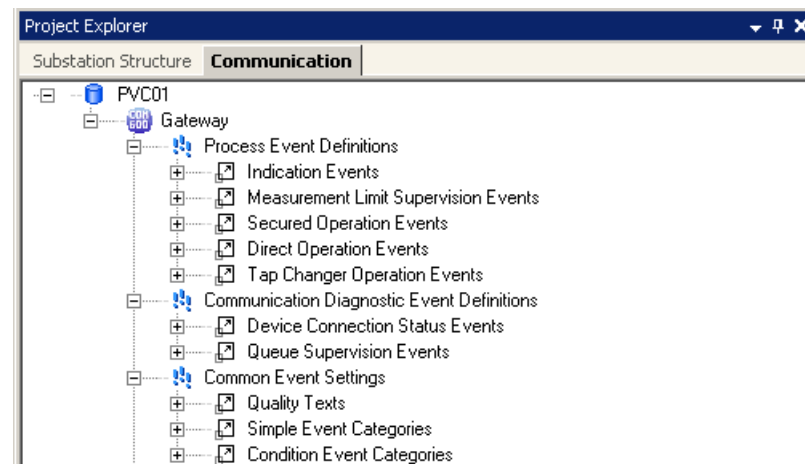 Project Explorer
Substation Structure Communication
PVC01
COM 600 Gateway
Process Event Definitions
Indication Events
Measurement Limit Supervision Events
Secured Operation Events
Direct Operation Events
Tap Changer Operation Events
Communication Diagnostic Event Definitions
Device Connection Status Events
Queue Supervision Events
Common Event Settings
Quality Texts
Simple Event Categories
Condition Event Categories